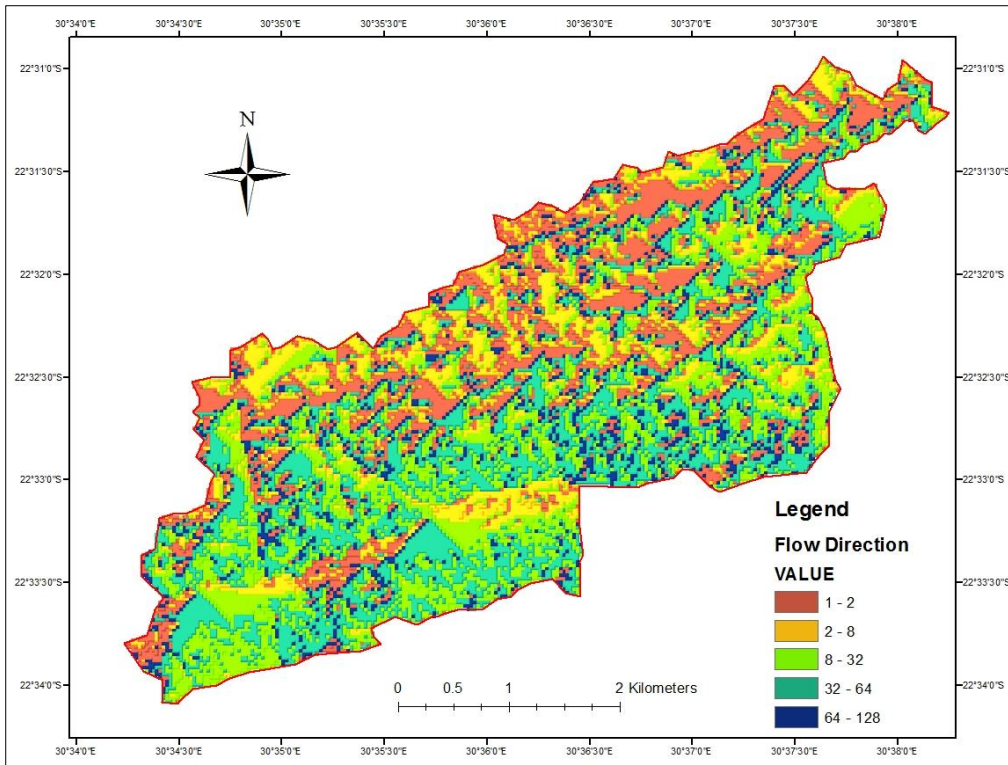 30°34'0"E 30°34'30"E 30°35'0"E 30°35'30"E 30°36'0"E 30°36'30"E 30°37'0"E 30°37'30"E 30°38'0"E
22°31'0"S 22°31'0"S
N
22°31'30"S 22°31'30"S
22°32'0"S 22°32'0"S
22°32'30"S 22°32'30"S
22°33'0"S 22°33'0"S
Legend
Flow Direction
VALUE
22°33'30"S 22°33'30"S
1 - 2
2 - 8
8 - 32
32 - 64
64 - 128
22°34'0"S 22°34'0"S
0 0.5 1 2 Kilometers
30°34'0"E 30°34'30"E 30°35'0"E 30°35'30"E 30°36'0"E 30°36'30"E 30°37'0"E 30°37'30"E 30°38'0"E